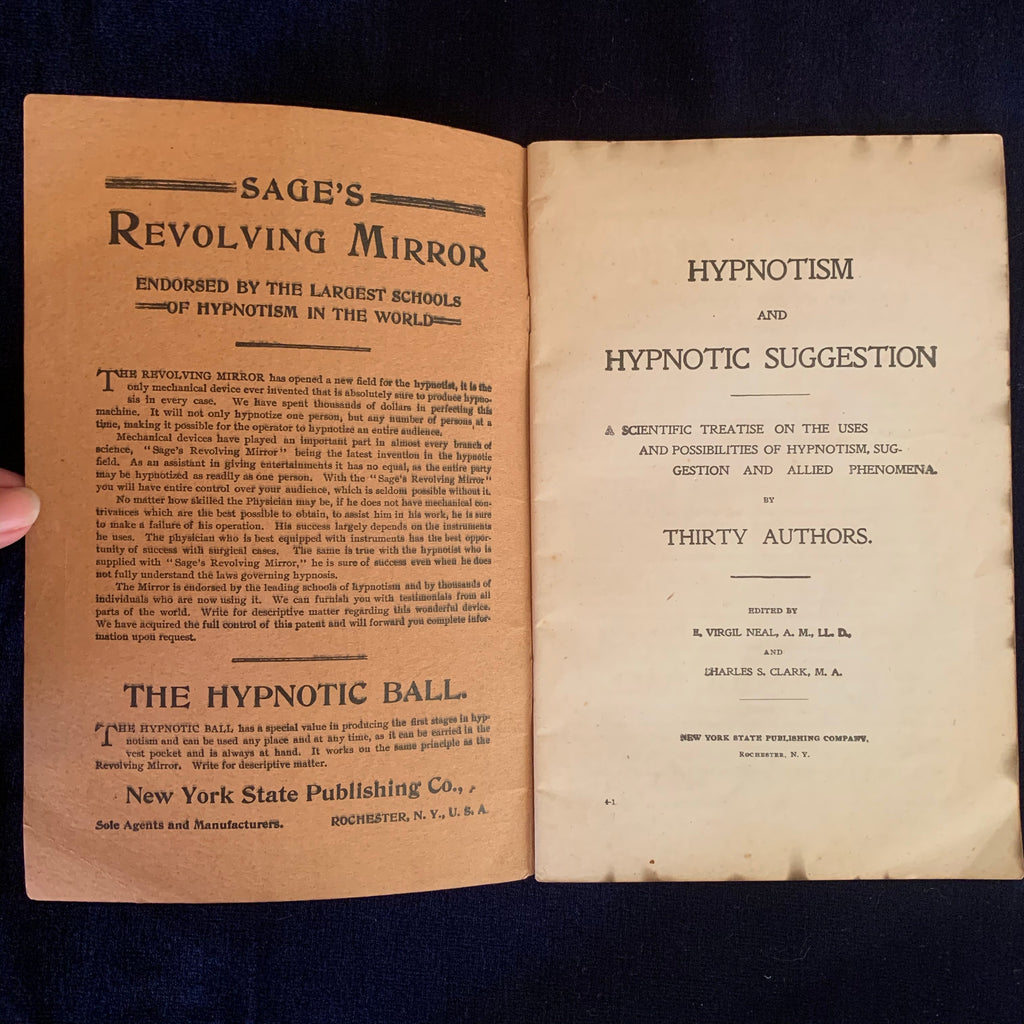 SAGE'S
REVOLVING MIRROR
ENDORSED BY THE LARGEST SCHOOLS
OF HYPNOTISM IN THE WORLD
THE REVOLVING MIRROR has opened a new field for the hypnotist, it is the
only mechanical device ever invented that is absolutely sure to produce hypno-
sis in every case. We have spent thousands of dollars in perfecting this
machine. It will not only hypnotize one person, but any number of persons at a
time, making it possible for the operator to hypnotize an entire audience.
Mechanical devices have played an important part in almost every branch of
science, "Sage's Revolving Mirror" being the latest invention in the hypnotic
field. As an assistant in giving entertainments it has no equal, as the entire party
may be hypnotized as readily as one person. With the "Sage's Revolving Mirror"
you will have entire control over your audience, which is seldom possible without it.
No matter how skilled the Physician may be, if he does not have mechanical con-
trivances which are the best possible to obtain, to assist him in his work, he is sure
to make a failure of his operation. His success largely depends on the instruments
he uses. The physician who is best equipped with instruments has the best oppor-
tunity of success with surgical cases. The same is true with the hypnotist who is
supplied with "Sage's Revolving Mirror," he is sure of success even when he does
not fully understand the laws governing hypnosis.
The Mirror is endorsed by the leading schools of hypnotism and by thousands of
individuals who are now using it. We can furnish you with testimonials from all
parts of the world. Write for descriptive matter regarding this wonderful device.
We have acquired the full control of this patent and will forward you complete infor-
mation upon request.
THE HYPNOTIC BALL.
THE HYPNOTIC BALL has a special value in producing the first stages in hyp-
notism and can be used any place and at any time, as it can be carried in the
vest pocket and is always at hand. It works on the same principle as the
Revolving Mirror. Write for descriptive matter.
New York State Publishing Co.,
Sole Agents and Manufacturers. ROCHESTER, N. Y., U. S. A.
HYPNOTISM
AND
HYPNOTIC SUGGESTION
A SCIENTIFIC TREATISE ON THE USES
AND POSSIBILITIES OF HYPNOTISM, SUG-
GESTION AND ALLIED PHENOMENA.
BY
THIRTY AUTHORS.
EDITED BY
E. VIRGIL NEAL, A. M., LL. D.,
AND
CHARLES S. CLARK, M. A.
NEW YORK STATE PUBLISHING COMPANY,
ROCHESTER, N. Y.
4-1.